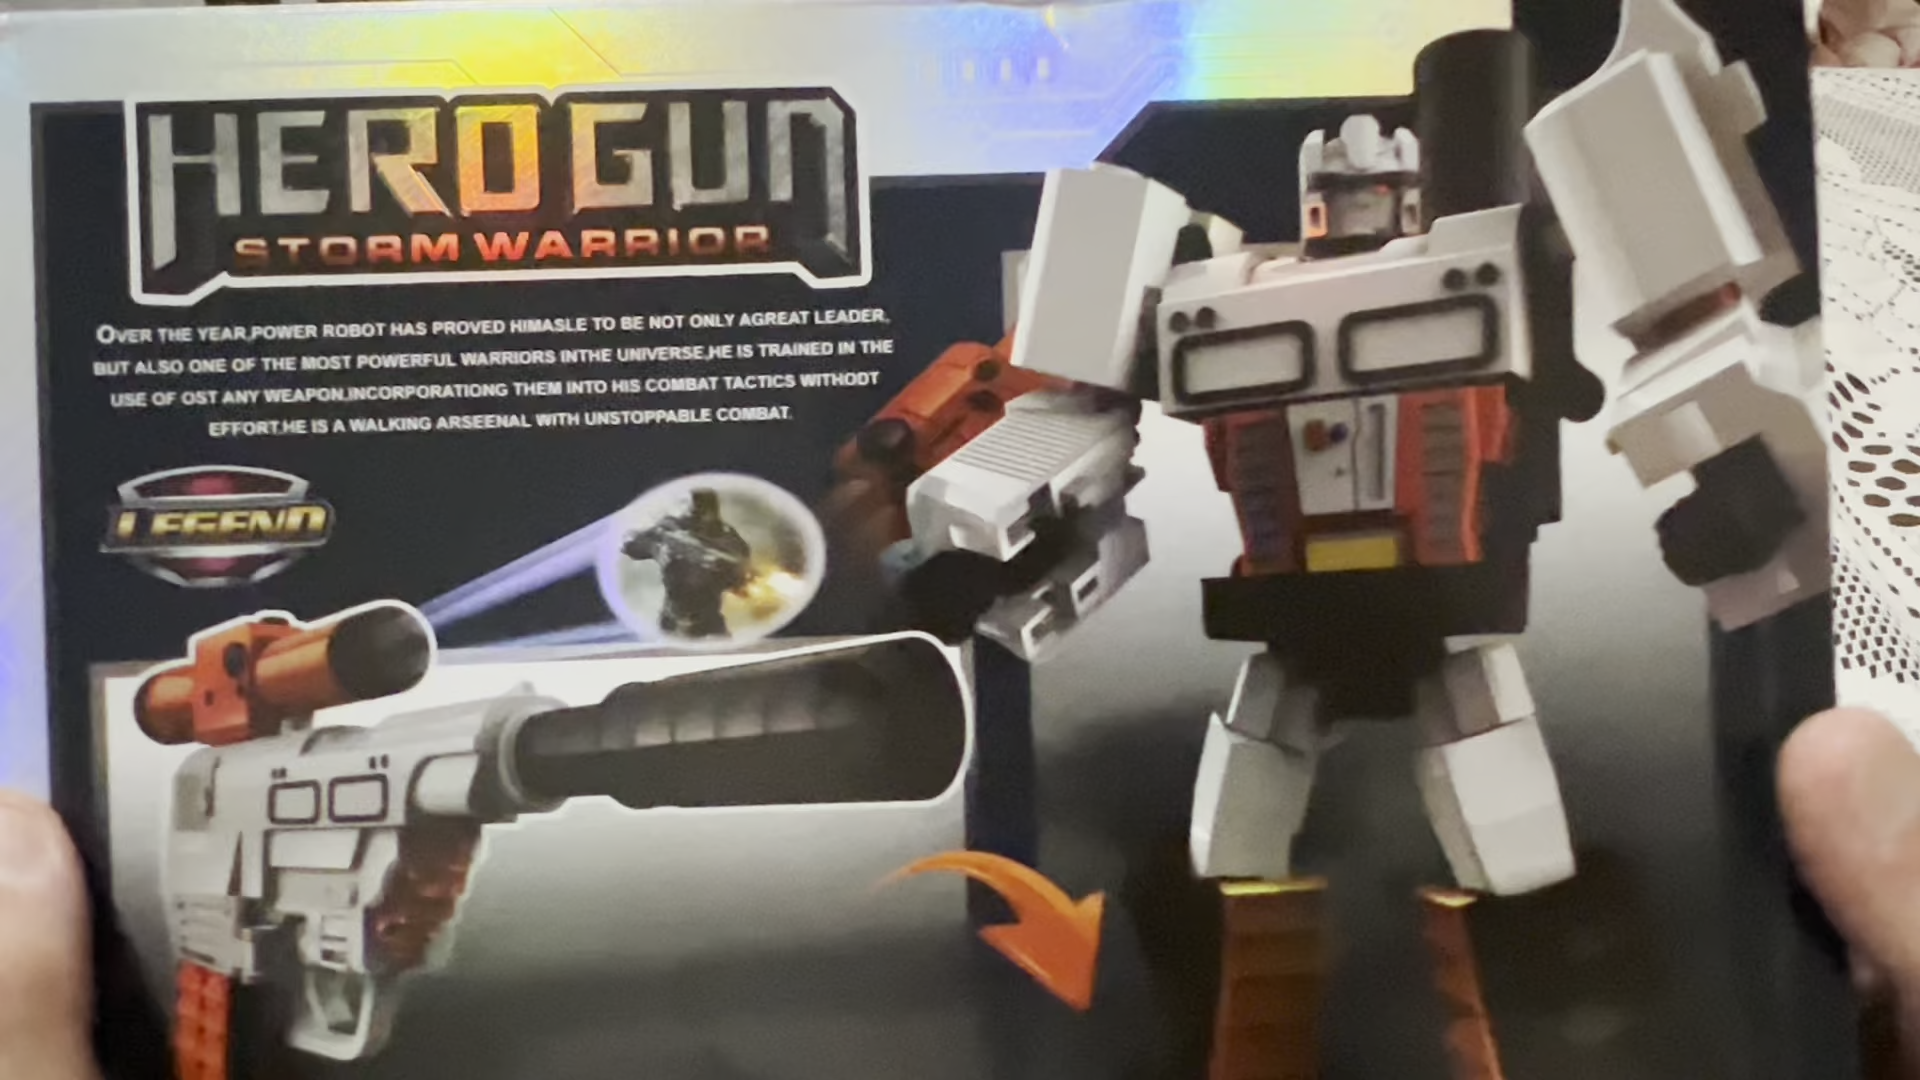 HERO GUN
STORM WARRIOR
OVER THE YEAR,POWER ROBOT HAS PROVED HIMASLE TO BE NOT ONLY AGREAT LEADER,
BUT ALSO ONE OF THE MOST POWERFUL WARRIORS INTHE UNIVERSE,HE IS TRAINED IN THE
USE OF OST ANY WEAPON.INCORPORATIONG THEM INTO HIS COMBAT TACTICS WITHODT
EFFORT.HE IS A WALKING ARSEENAL WITH UNSTOPPABLE COMBAT.
LEGEND